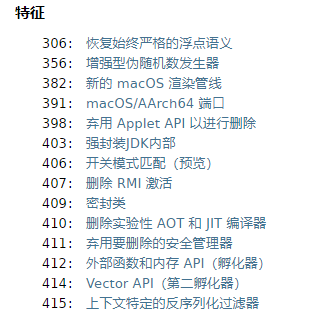 特征
306: 恢复始终严格的浮点语义
356: 增强型伪随机数发生器
382: 新的 macOS 渲染管线
391: macOS/AArch64 端口
398: 弃用 Applet API 以进行删除
403: 强封装JDK内部
406: 开关模式匹配（预览）
407: 删除 RMI 激活
409: 密封类
410: 删除实验性 AOT 和 JIT 编译器
411: 弃用要删除的安全管理器
412: 外部函数和内存 API（孵化器）
414: Vector API（第二孵化器）
415: 上下文特定的反序列化过滤器